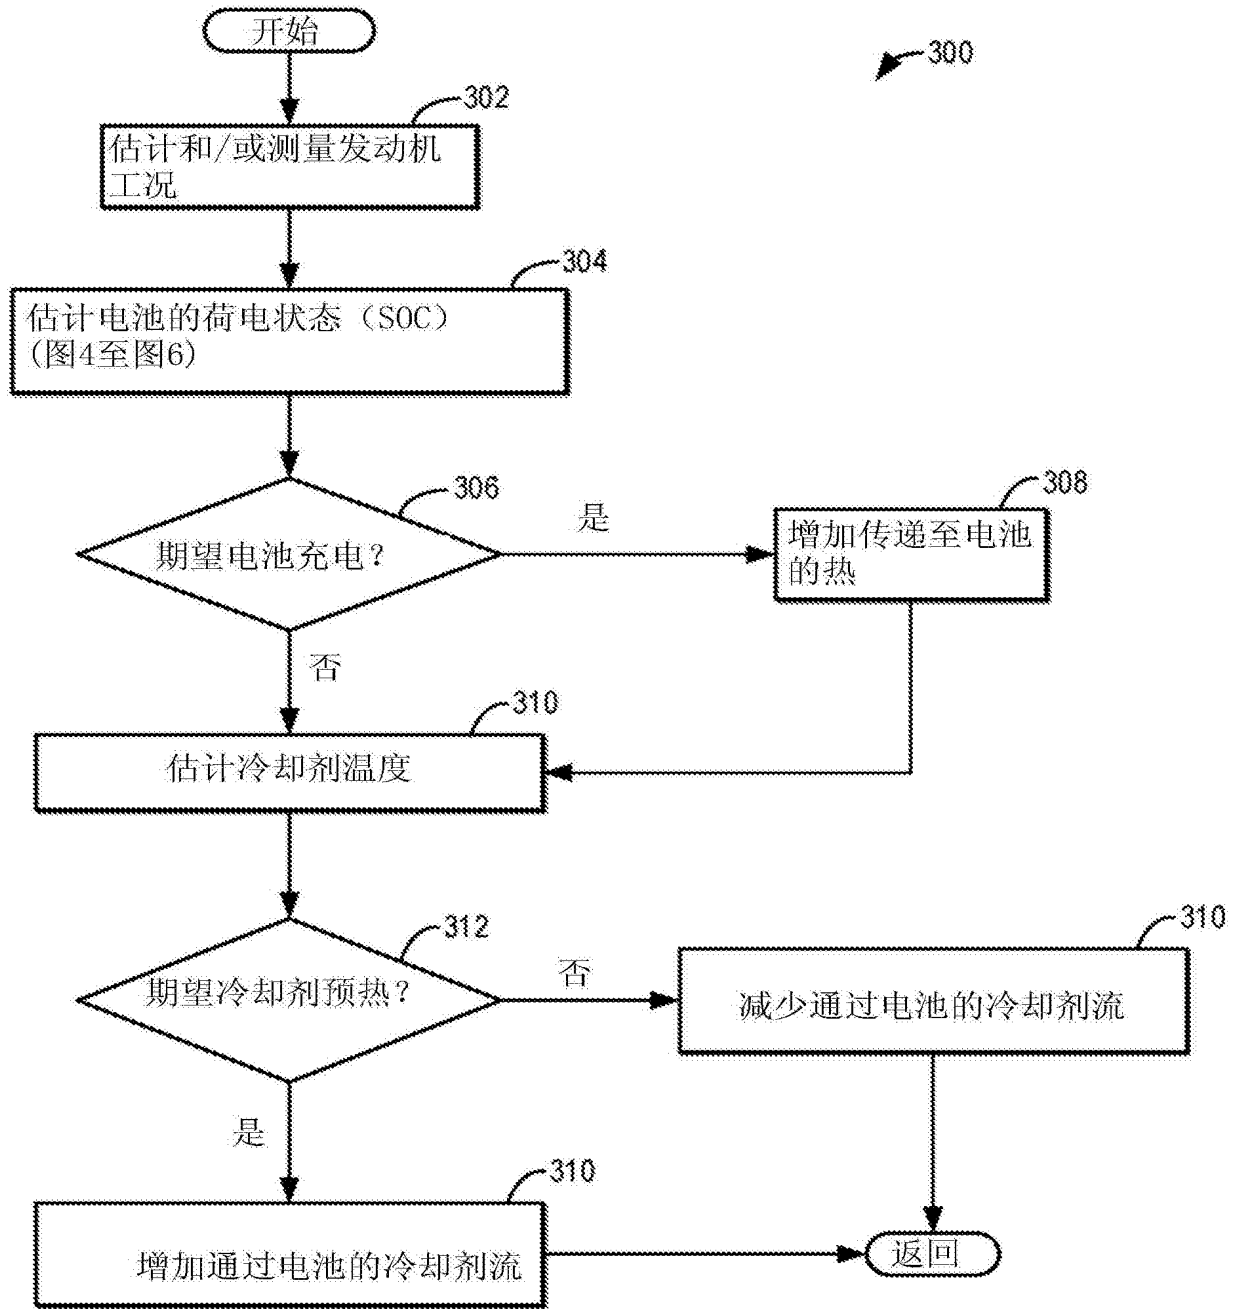 开始
300
302
估计和/或测量发动机
工况
304
估计电池的荷电状态（SOC）
(图4至图6)
306
期望电池充电？
是
308
增加传递至电池
的热
否
310
估计冷却剂温度
312
期望冷却剂预热？
否
310
减少通过电池的冷却剂流
是
310
增加通过电池的冷却剂流
返回